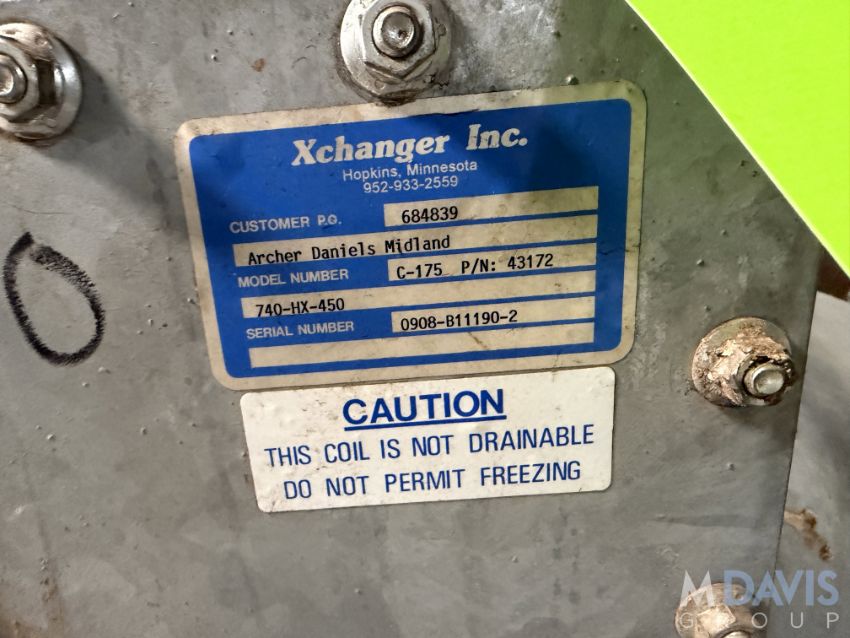 Xchanger Inc.
Hopkins, Minnesota
952-933-2559
CUSTOMER P.O. 684839
Archer Daniels Midland
MODEL NUMBER C-175 P/N: 43172
740-HX-450
SERIAL NUMBER 0908-B11190-2
CAUTION
THIS COIL IS NOT DRAINABLE
DO NOT PERMIT FREEZING
O
M DAVIS
GROUP